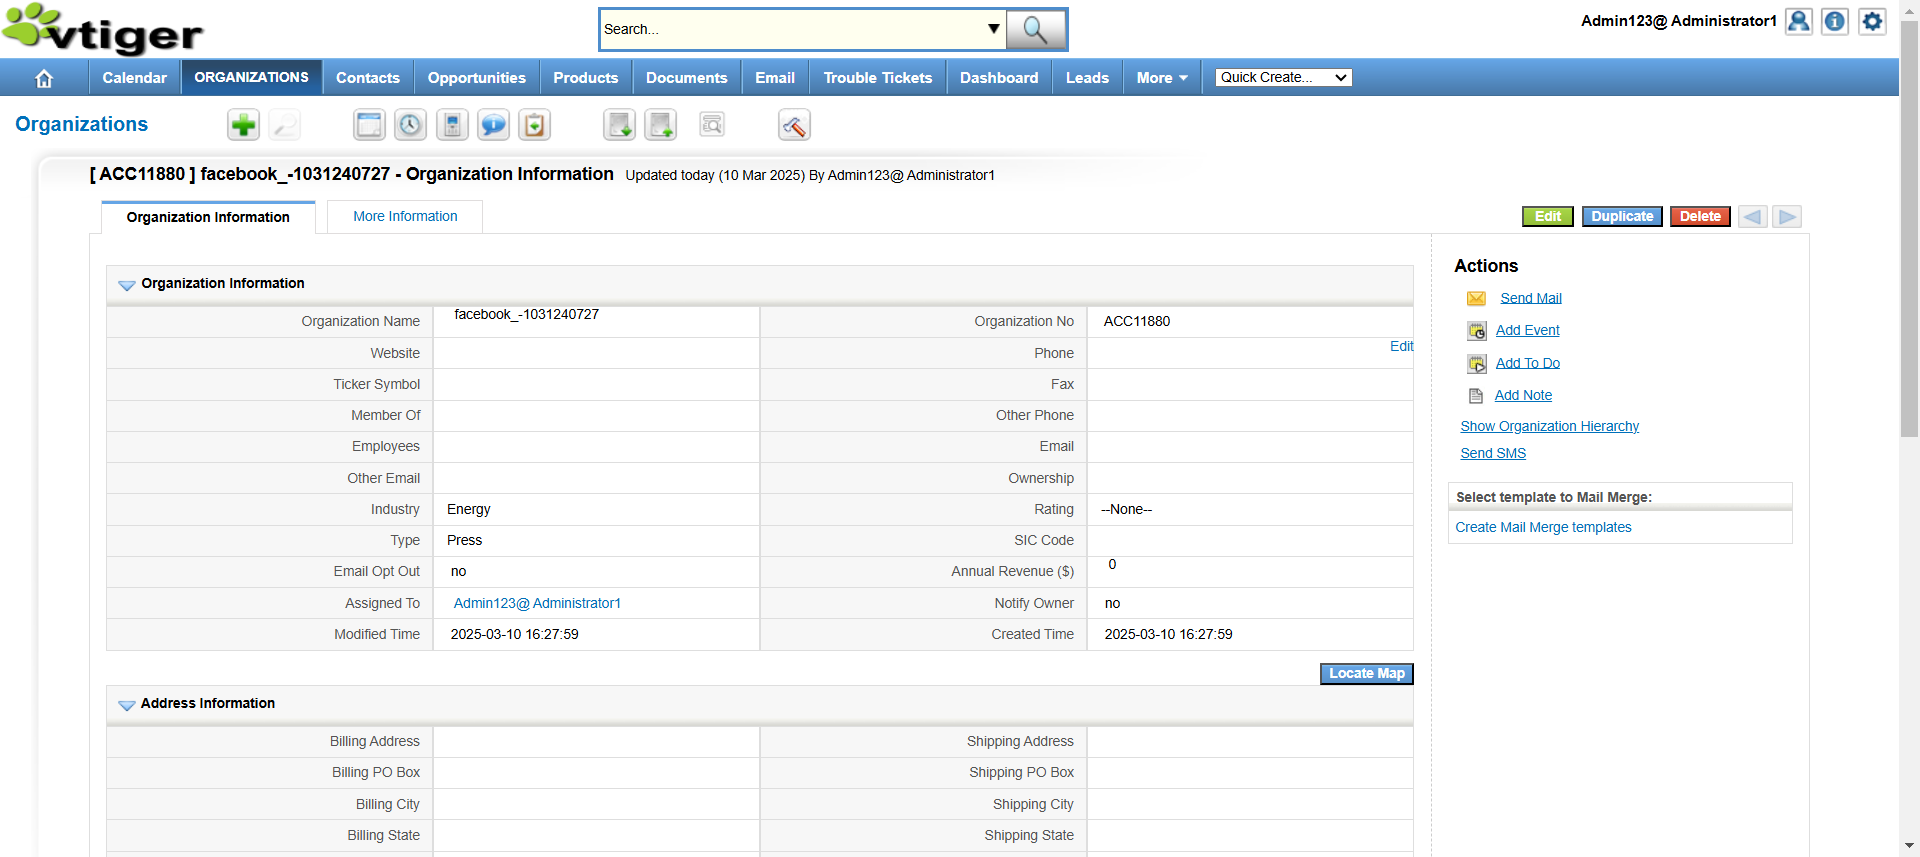 vtiger
Search...
Admin123@ Administrator1
Calendar
ORGANIZATIONS
Contacts
Opportunities
Products
Documents
Email
Trouble Tickets
Dashboard
Leads
More
Quick Create...
Organizations
[ ACC11880 ] facebook_-1031240727 - Organization Information Updated today (10 Mar 2025) By Admin123@ Administrator1
Organization Information
More Information
Edit
Duplicate
Delete
Organization Information
Organization Name facebook_-1031240727 Organization No ACC11880
Website Phone Edit
Ticker Symbol Fax
Member Of Other Phone
Employees Email
Other Email Ownership
Industry Energy Rating --None--
Type Press SIC Code
Email Opt Out no Annual Revenue ($) 0
Assigned To Admin123@ Administrator1 Notify Owner no
Modified Time 2025-03-10 16:27:59 Created Time 2025-03-10 16:27:59
Locate Map
Address Information
Billing Address Shipping Address
Billing PO Box Shipping PO Box
Billing City Shipping City
Billing State Shipping State
Actions
Send Mail
Add Event
Add To Do
Add Note
Show Organization Hierarchy
Send SMS
Select template to Mail Merge:
Create Mail Merge templates